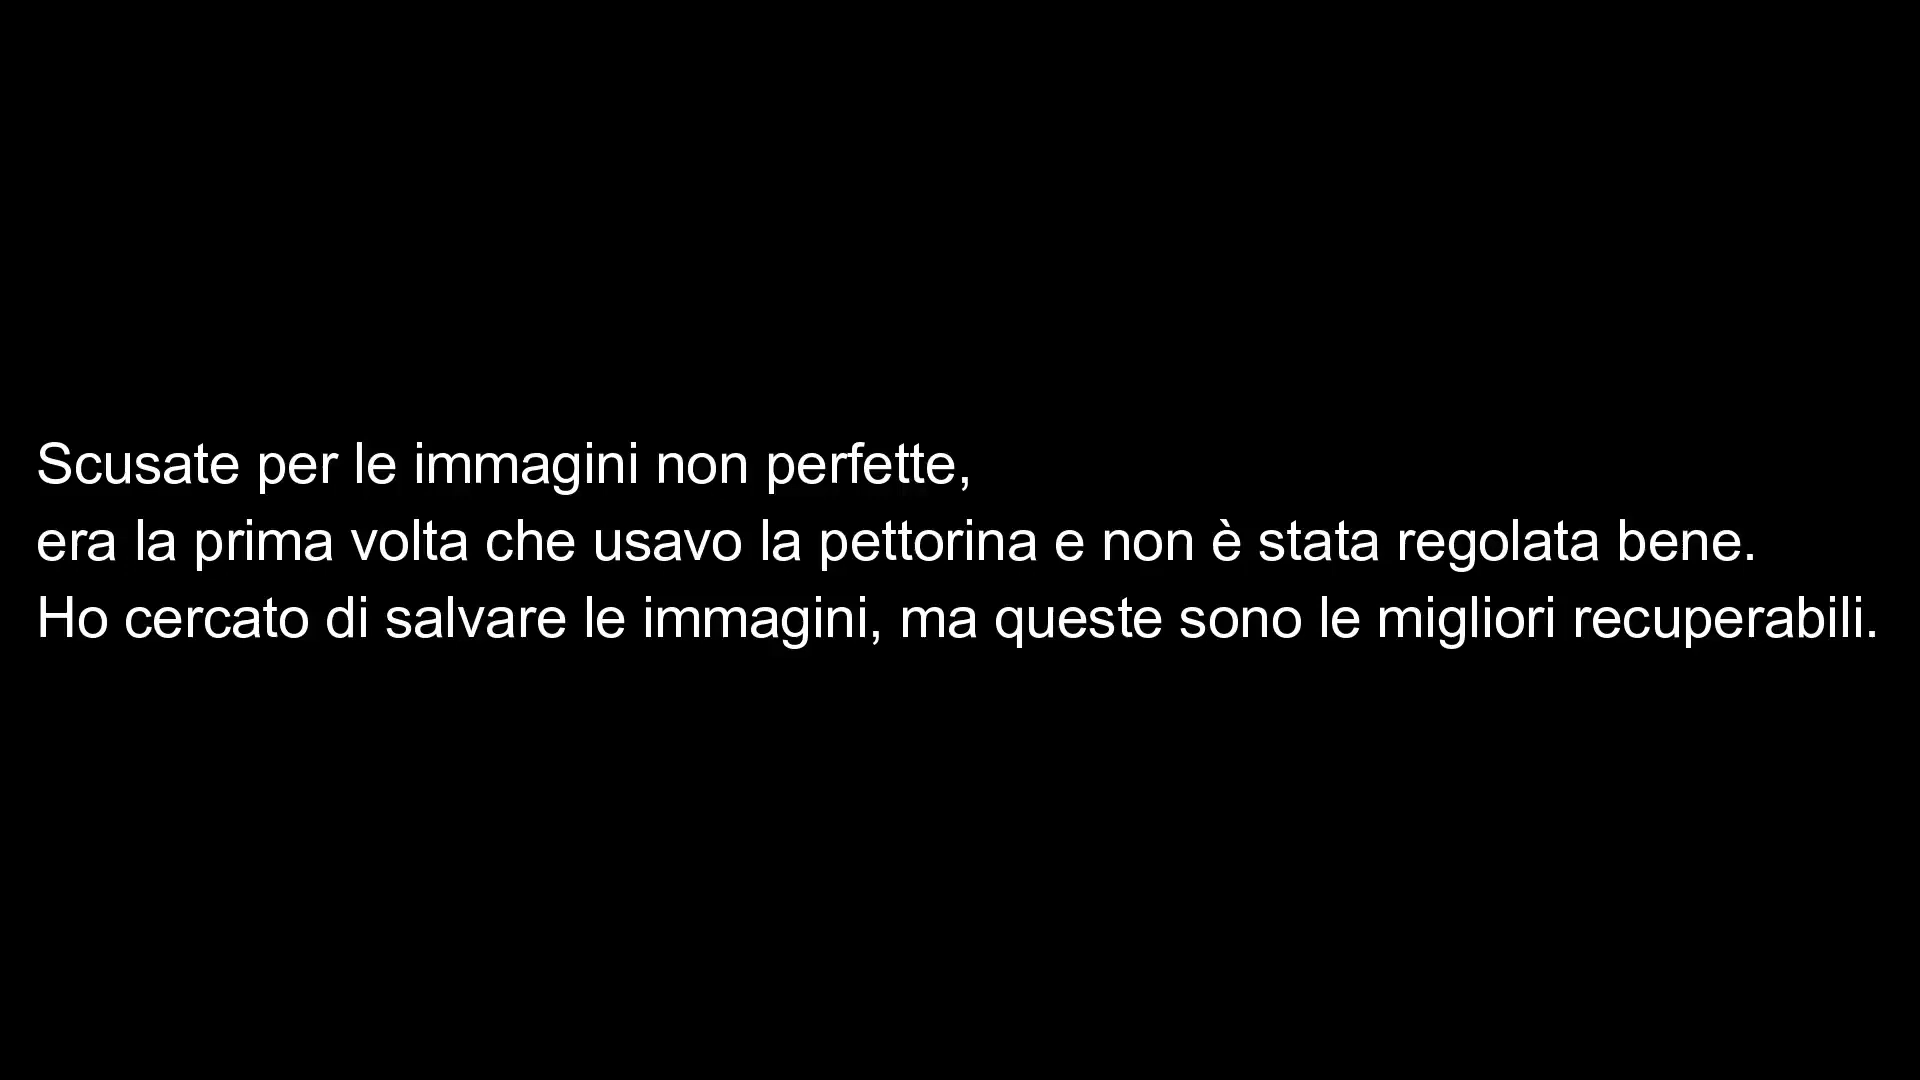 Scusate per le immagini non perfette,
era la prima volta che usavo la pettorina e non è stata regolata bene.
Ho cercato di salvare le immagini, ma queste sono le migliori recuperabili.